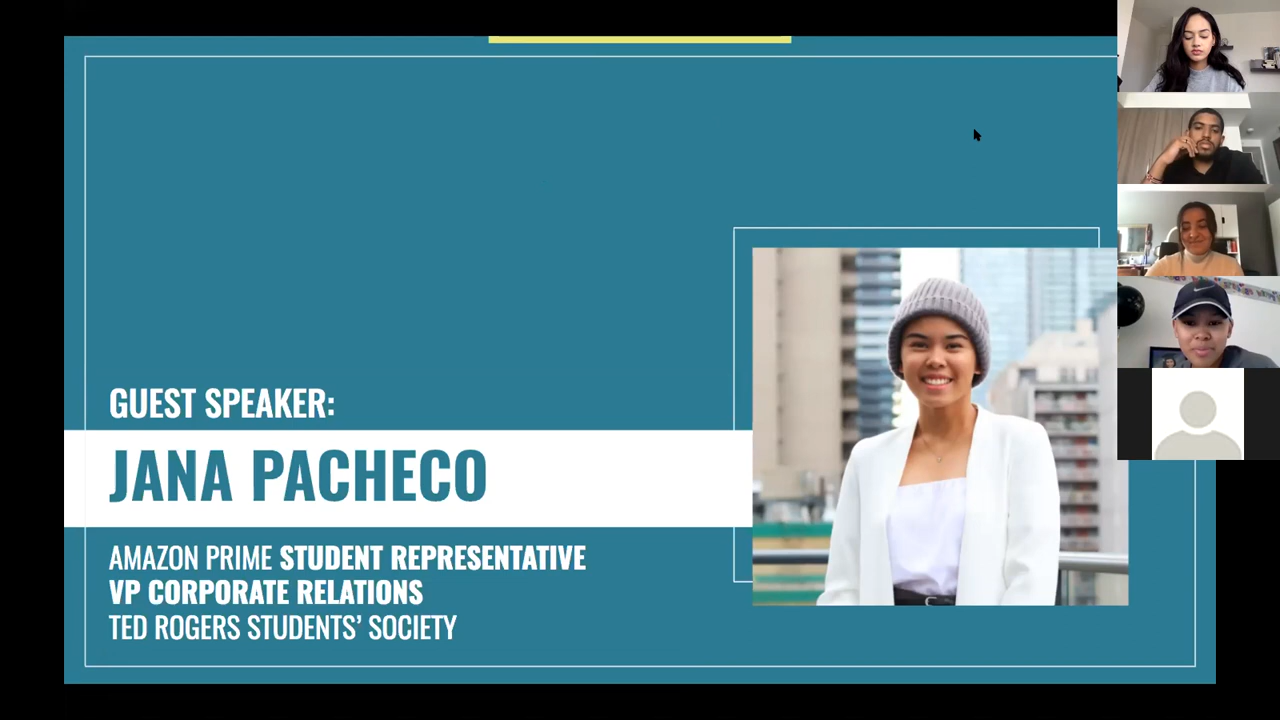 GUEST SPEAKER:
JANA PACHECO
AMAZON PRIME STUDENT REPRESENTATIVE
VP CORPORATE RELATIONS
TED ROGERS STUDENTS’ SOCIETY